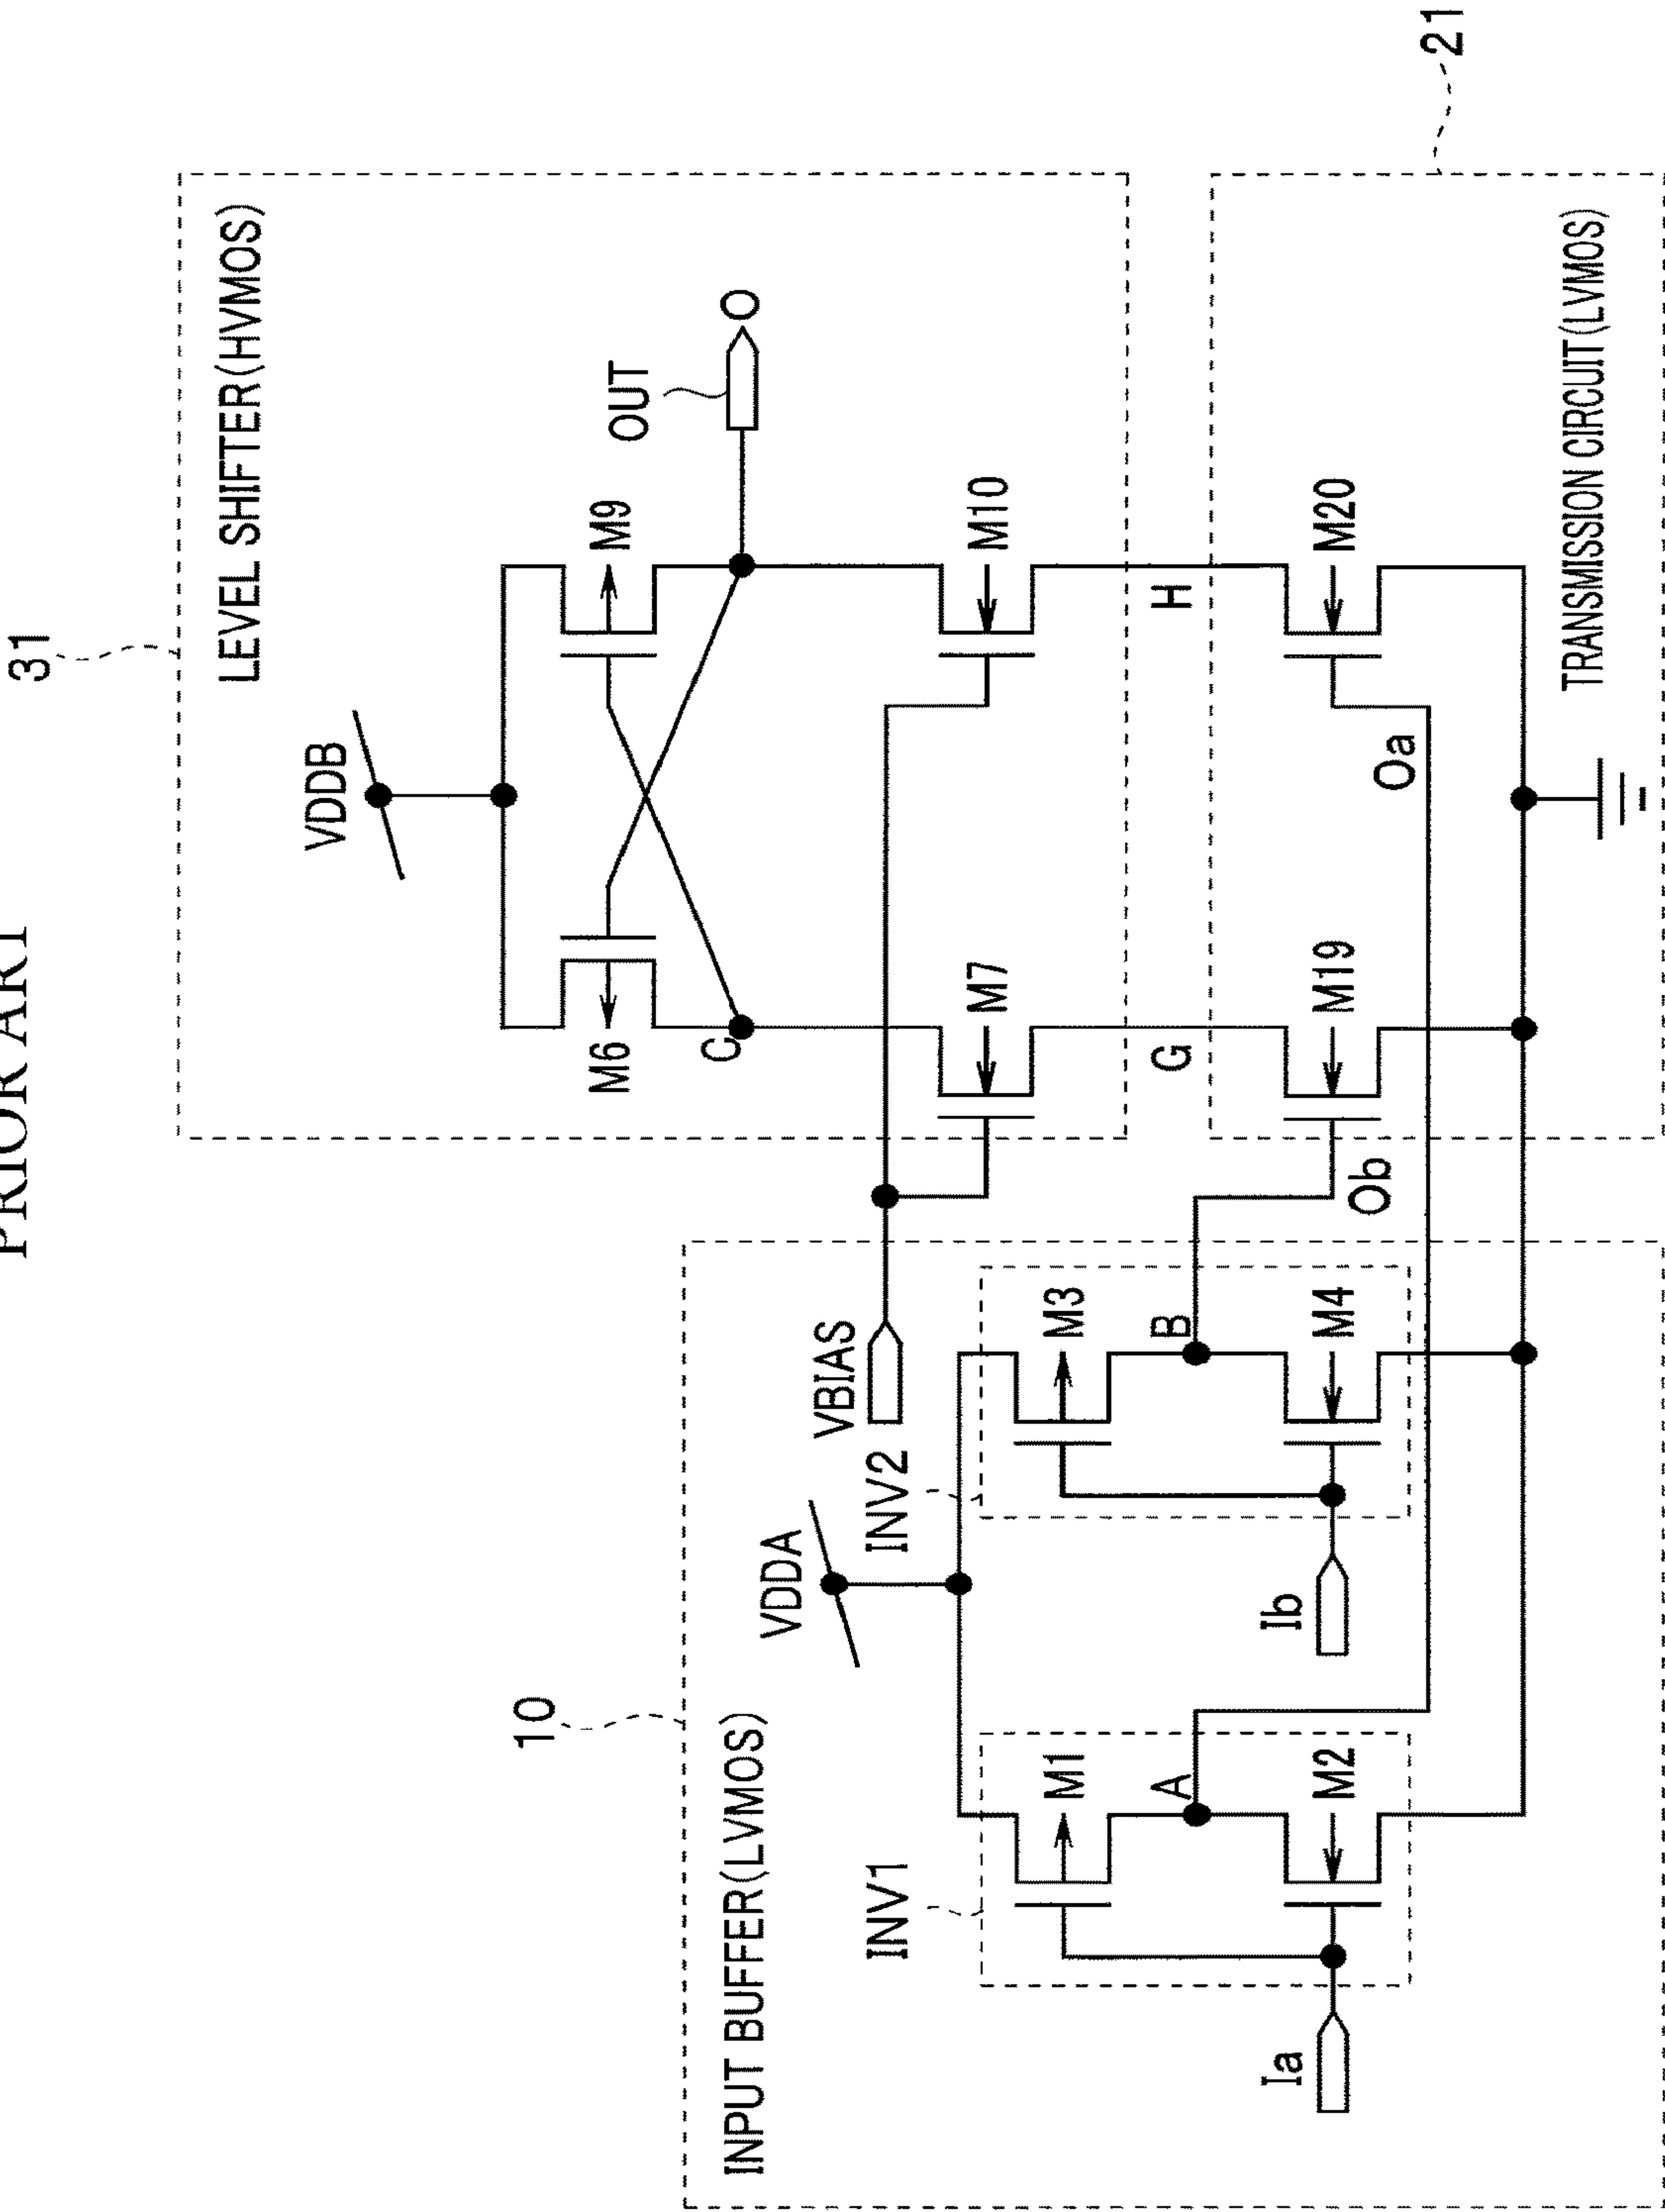 PRIOR ART
31
LEVEL SHIFTER(HVMOS)
VDDB
M6
M9
C
OUT
O
M7
M10
G
H
21
TRANSMISSION CIRCUIT(LVMOS)
M19
M20
Oa
Ob
10
INPUT BUFFER(LVMOS)
VDDA
VBIAS
INV1
INV2
M1
M3
A
B
M2
M4
Ia
Ib